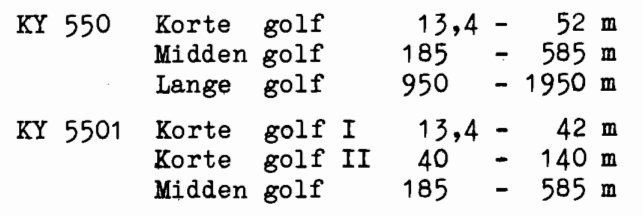 KY 550 Korte golf 13,4 - 52 m
Midden golf 185 - 585 m
Lange golf 950 - 1950 m
KY 5501 Korte golf I 13,4 - 42 m
Korte golf II 40 - 140 m
Midden golf 185 - 585 m